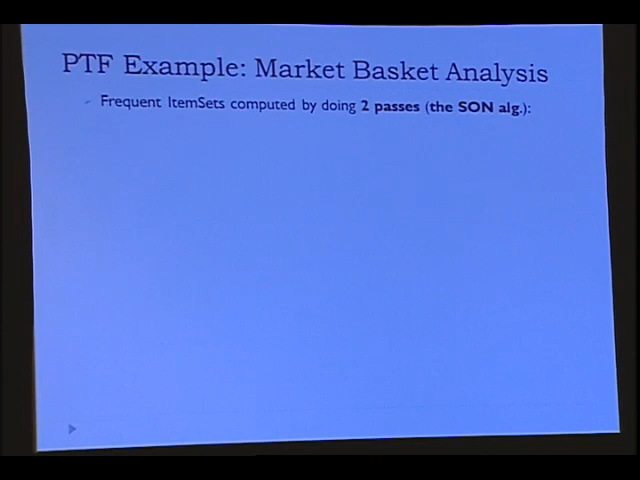 PTF Example: Market Basket Analysis
Frequent ItemSets computed by doing 2 passes (the SON alg.):